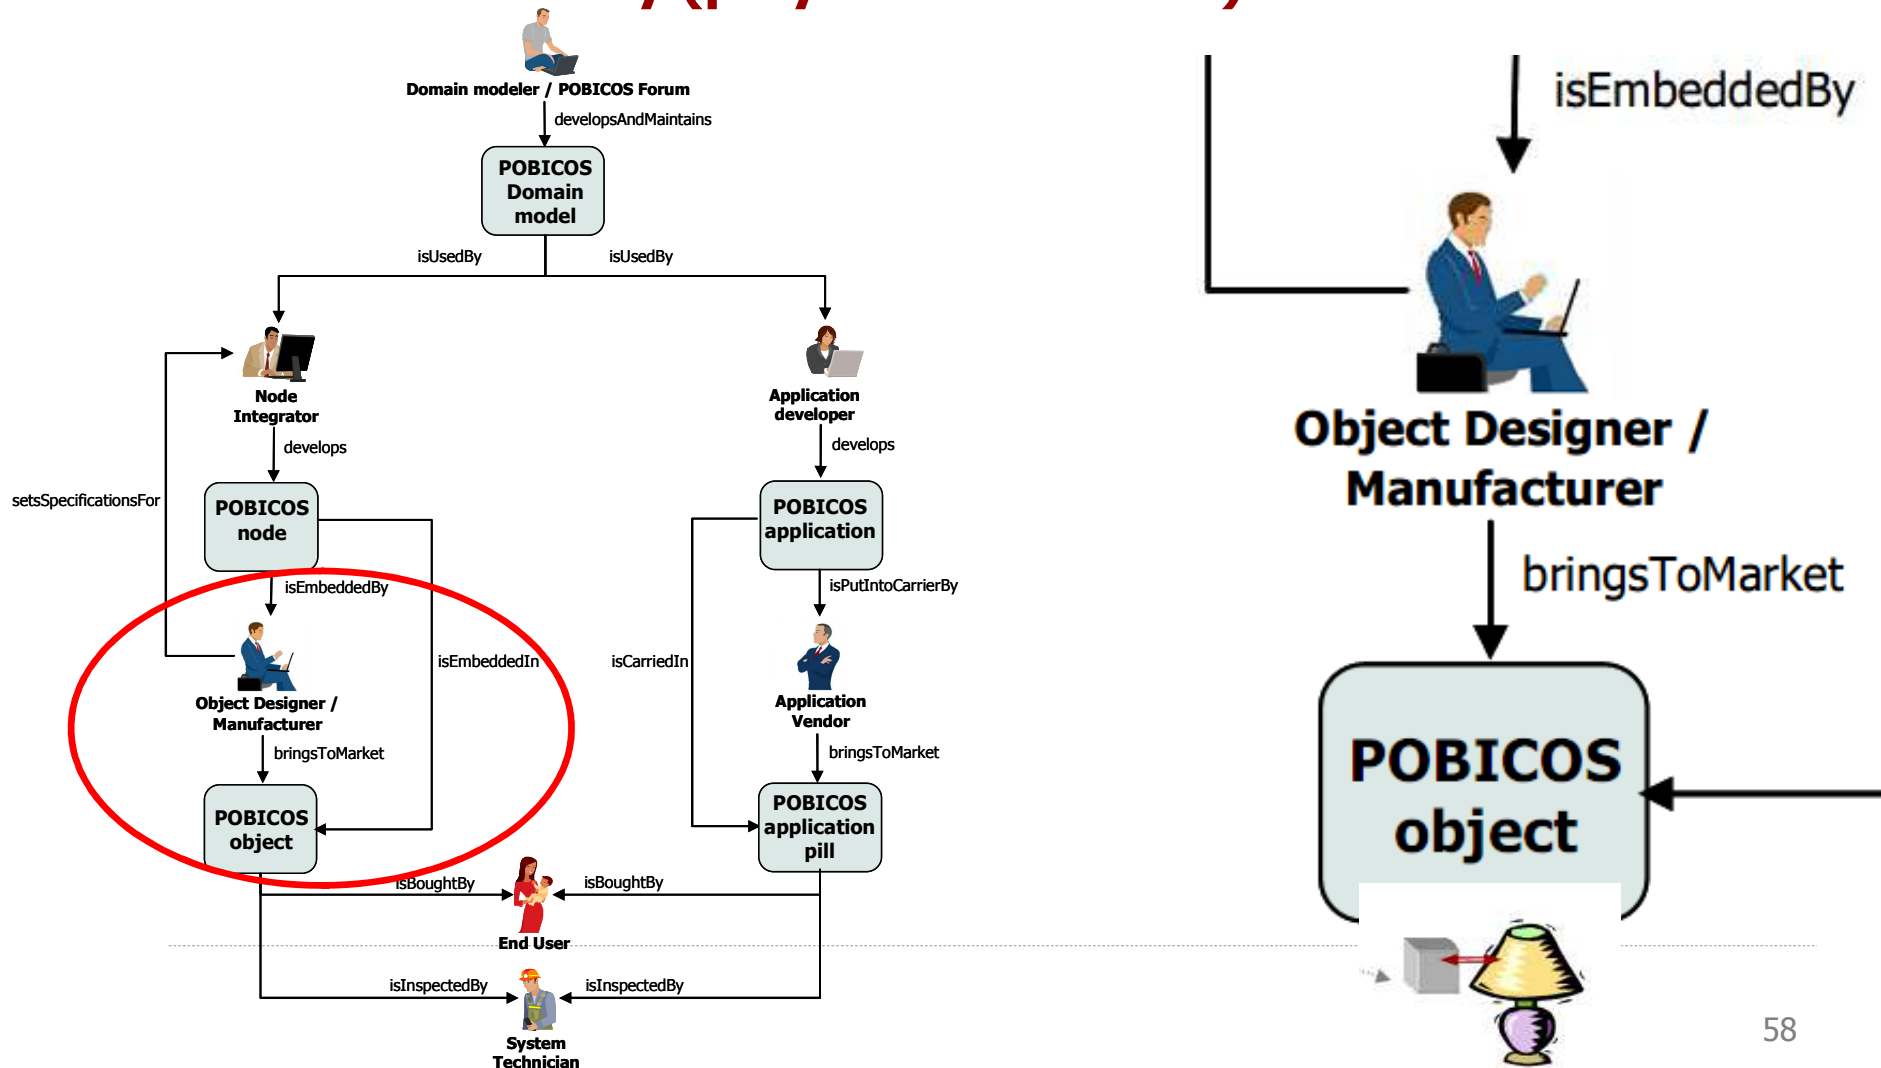 Domain modeler / POBICOS Forum
developsAndMaintains
POBICOS
Domain
model
isUsedBy
isUsedBy
Node
Integrator
develops
setsSpecificationsFor
POBICOS
node
isEmbeddedBy
isEmbeddedIn
Object Designer /
Manufacturer
bringsToMarket
POBICOS
object
Application
developer
develops
POBICOS
application
isPutIntoCarrierBy
isCarriedIn
Application
Vendor
bringsToMarket
POBICOS
application
pill
isBoughtBy
isBoughtBy
End User
isInspectedBy
isInspectedBy
System
Technician
isEmbeddedBy
Object Designer /
Manufacturer
bringsToMarket
POBICOS
object
58